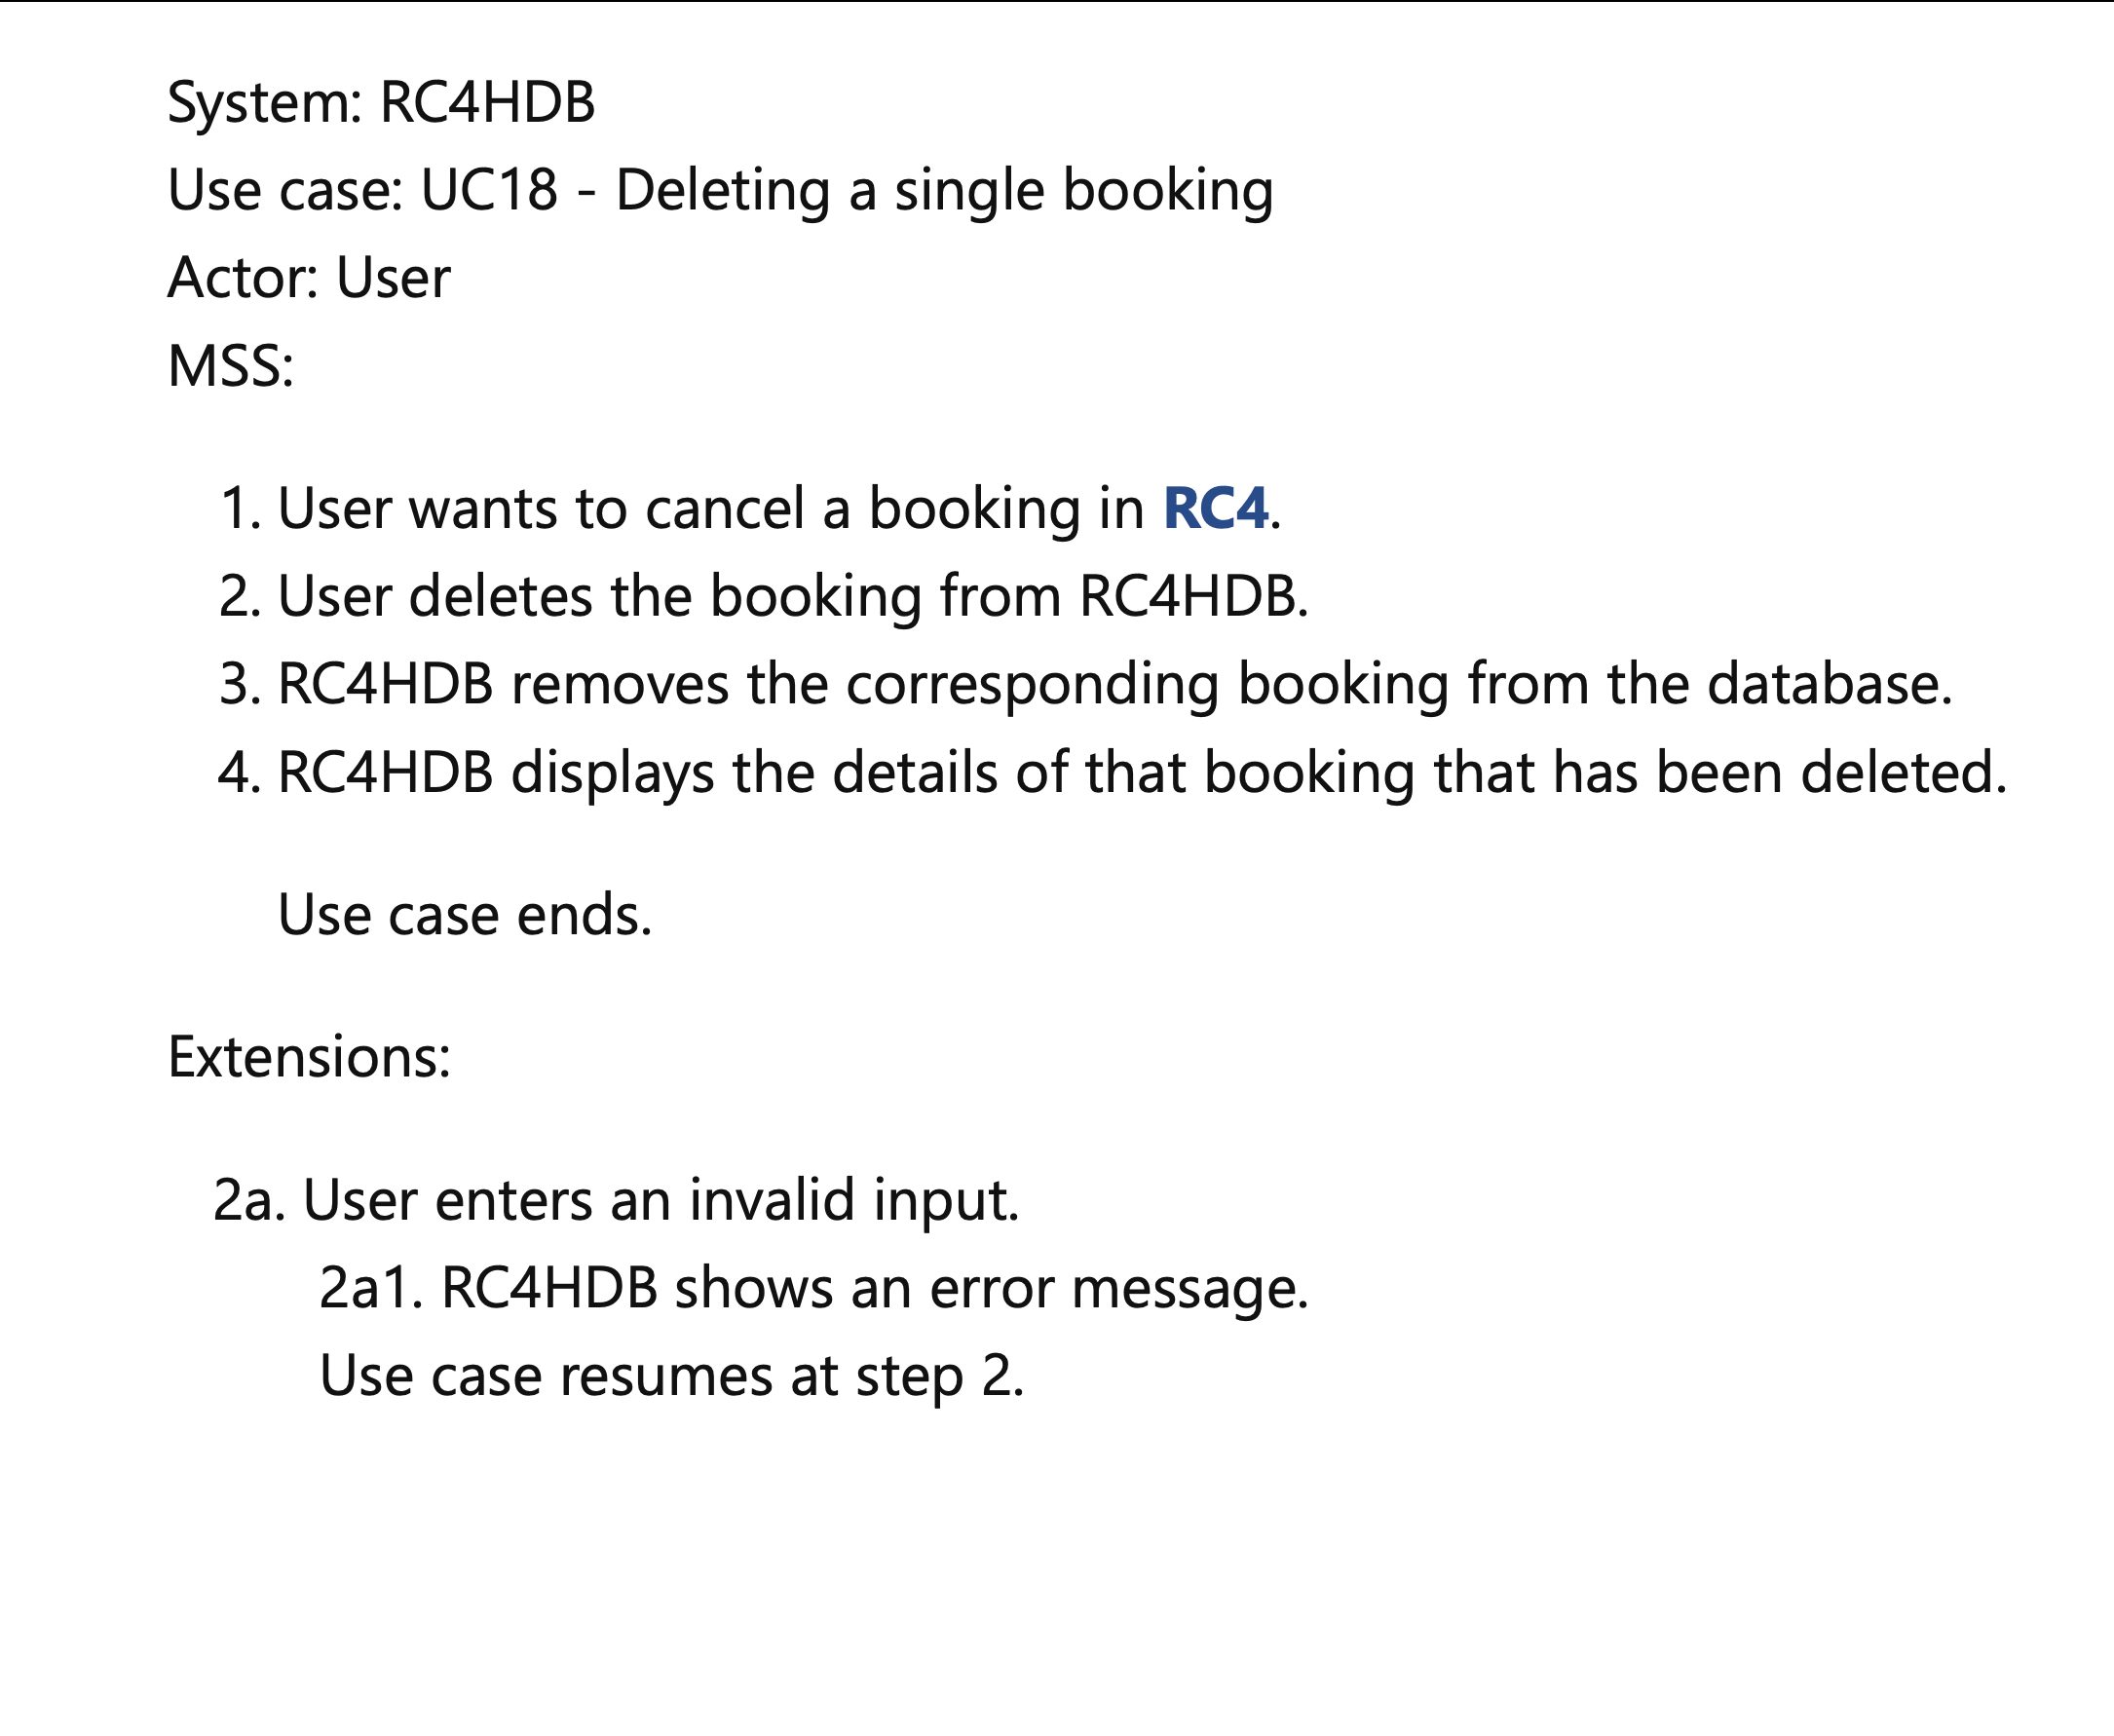 System: RC4HDB
Use case: UC18 - Deleting a single booking
Actor: User
MSS:
1. User wants to cancel a booking in RC4.
2. User deletes the booking from RC4HDB.
3. RC4HDB removes the corresponding booking from the database.
4. RC4HDB displays the details of that booking that has been deleted.
Use case ends.
Extensions:
2a. User enters an invalid input.
2a1. RC4HDB shows an error message.
Use case resumes at step 2.